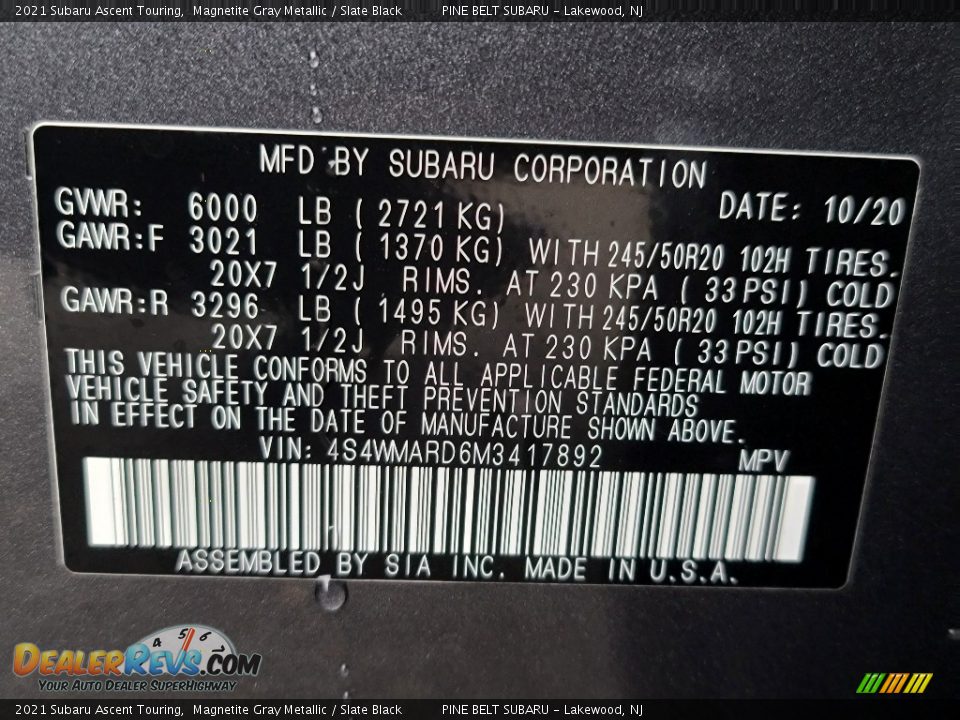 2021 Subaru Ascent Touring, Magnetite Gray Metallic / Slate Black PINE BELT SUBARU - Lakewood, NJ
MFD BY SUBARU CORPORATION
GVWR: 6000 LB ( 2721 KG) DATE: 10/20
GAWR:F 3021 LB ( 1370 KG) WITH 245/50R20 102H TIRES.
20X7 1/2J RIMS. AT 230 KPA ( 33 PSI) COLD
GAWR:R 3296 LB ( 1495 KG) WITH 245/50R20 102H TIRES.
20X7 1/2J RIMS. AT 230 KPA ( 33 PSI) COLD
THIS VEHICLE CONFORMS TO ALL APPLICABLE FEDERAL MOTOR
VEHICLE SAFETY AND THEFT PREVENTION STANDARDS
IN EFFECT ON THE DATE OF MANUFACTURE SHOWN ABOVE.
VIN: 4S4WMARD6M3417892 MPV
ASSEMBLED BY SIA INC. MADE IN U.S.A.
4 5 6
DEALERREVS.COM
YOUR AUTO DEALER SUPERHIGHWAY
2021 Subaru Ascent Touring, Magnetite Gray Metallic / Slate Black PINE BELT SUBARU - Lakewood, NJ